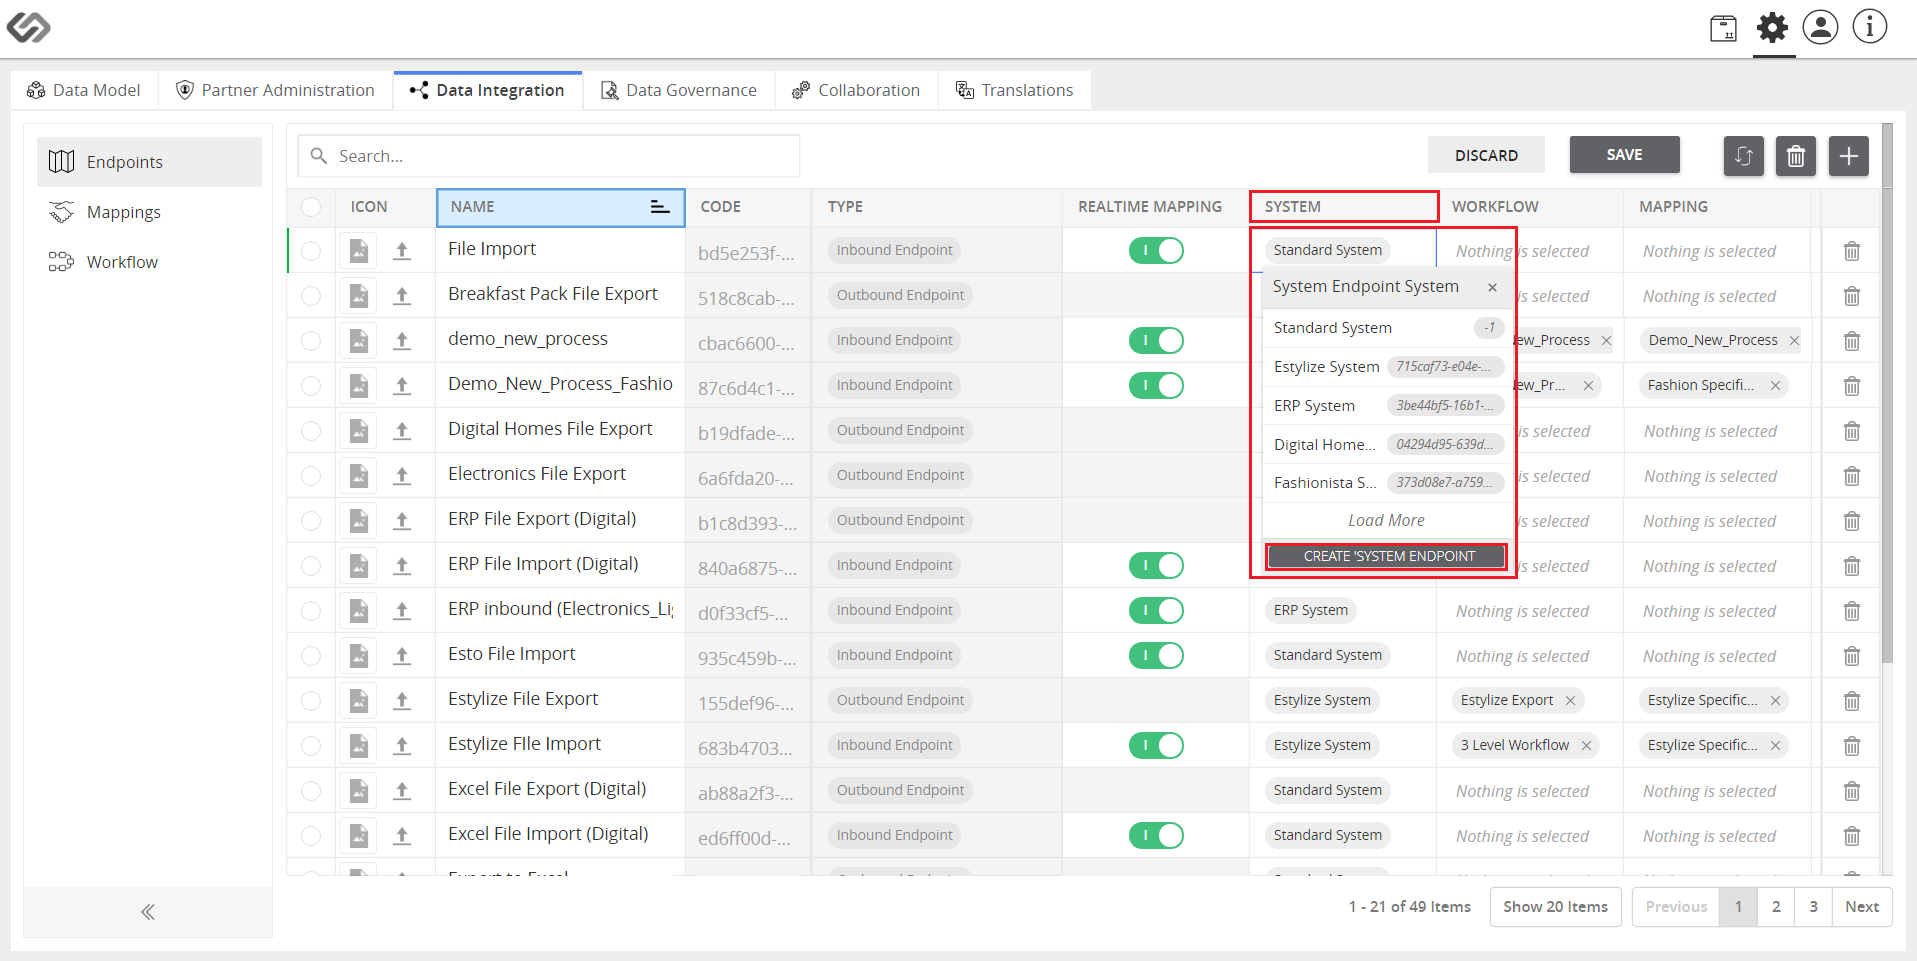 Data Model Partner Administration Data Integration Data Governance Collaboration Translations
Endpoints
Mappings
Workflow
Search...
DISCARD SAVE
ICON NAME CODE TYPE REALTIME MAPPING SYSTEM WORKFLOW MAPPING
File Import bd5e253f-... Inbound Endpoint I Standard System Nothing is selected Nothing is selected
Breakfast Pack File Export 518c8cab-... Outbound Endpoint is selected Nothing is selected
demo_new_process cbac6600-... Inbound Endpoint I ew_Process Demo_New_Process
Demo_New_Process_Fashio 87c6d4c1-... Inbound Endpoint I ew_Pr... Fashion Specifi...
Digital Homes File Export b19dfade-... Outbound Endpoint is selected Nothing is selected
Electronics File Export 6a6fda20-... Outbound Endpoint is selected Nothing is selected
ERP File Export (Digital) b1c8d393-... Outbound Endpoint is selected Nothing is selected
ERP File Import (Digital) 840a6875-... Inbound Endpoint I is selected Nothing is selected
System Endpoint System
Standard System -1
Estylize System 715caf73-e04e-...
ERP System 3be44bf5-16b1-...
Digital Home... 04294d95-639d...
Fashionista S... 373d08e7-a759...
Load More
CREATE 'SYSTEM ENDPOINT
ERP inbound (Electronics_Li d0f33cf5-... Inbound Endpoint I ERP System Nothing is selected Nothing is selected
Esto File Import 935c459b-... Inbound Endpoint I Standard System Nothing is selected Nothing is selected
Estylize File Export 155def96-... Outbound Endpoint Estylize System Estylize Export Estylize Specific...
Estylize FIle Import 683b4703... Inbound Endpoint I Estylize System 3 Level Workflow Estylize Specific...
Excel File Export (Digital) ab88a2f3-... Outbound Endpoint Standard System Nothing is selected Nothing is selected
Excel File Import (Digital) ed6ff00d-... Inbound Endpoint I Standard System Nothing is selected Nothing is selected
1 - 21 of 49 Items Show 20 Items Previous 1 2 3 Next